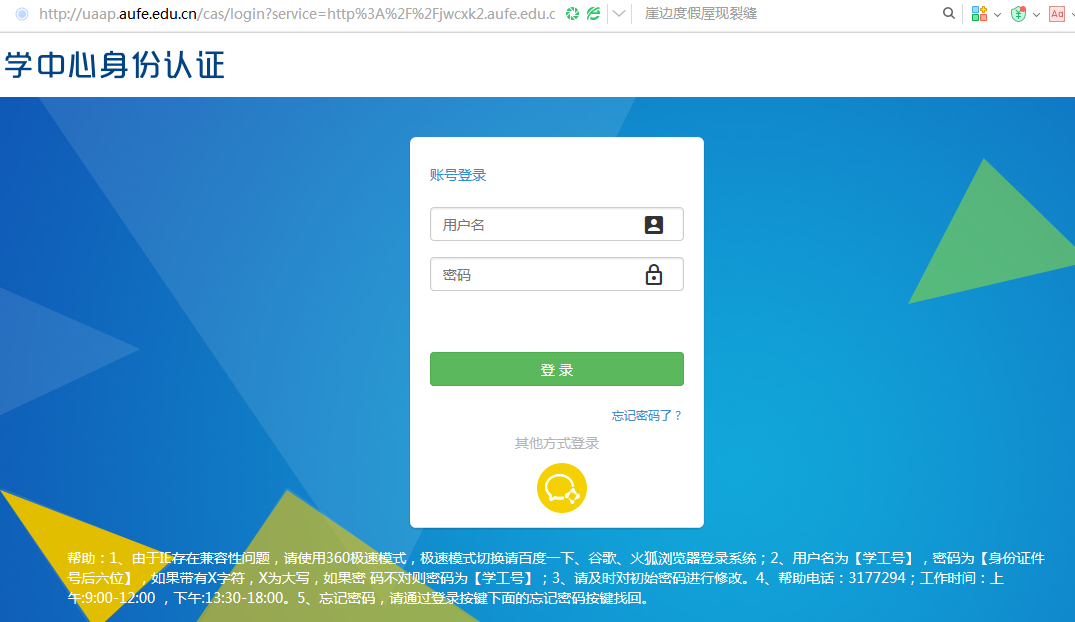 http://uaap.aufe.edu.cn/cas/login?service=http%3A%2F%2Fjwcxk2.aufe.edu.c
崖边度假屋现裂缝
学中心身份认证
账号登录
用户名
密码
登 录
忘记密码了？
其他方式登录
帮助：1、由于IE存在兼容性问题，请使用360极速模式，极速模式切换请百度一下、谷歌、火狐浏览器登录系统；2、用户名为【学工号】，密码为【身份证件
号后六位】，如果带有X字符，X为大写，如果密 码不对则密码为【学工号】；3、请及时对初始密码进行修改。4、帮助电话：3177294；工作时间：上
午:9:00-12:00 ，下午:13:30-18:00。5、忘记密码，请通过登录按键下面的忘记密码按键找回。